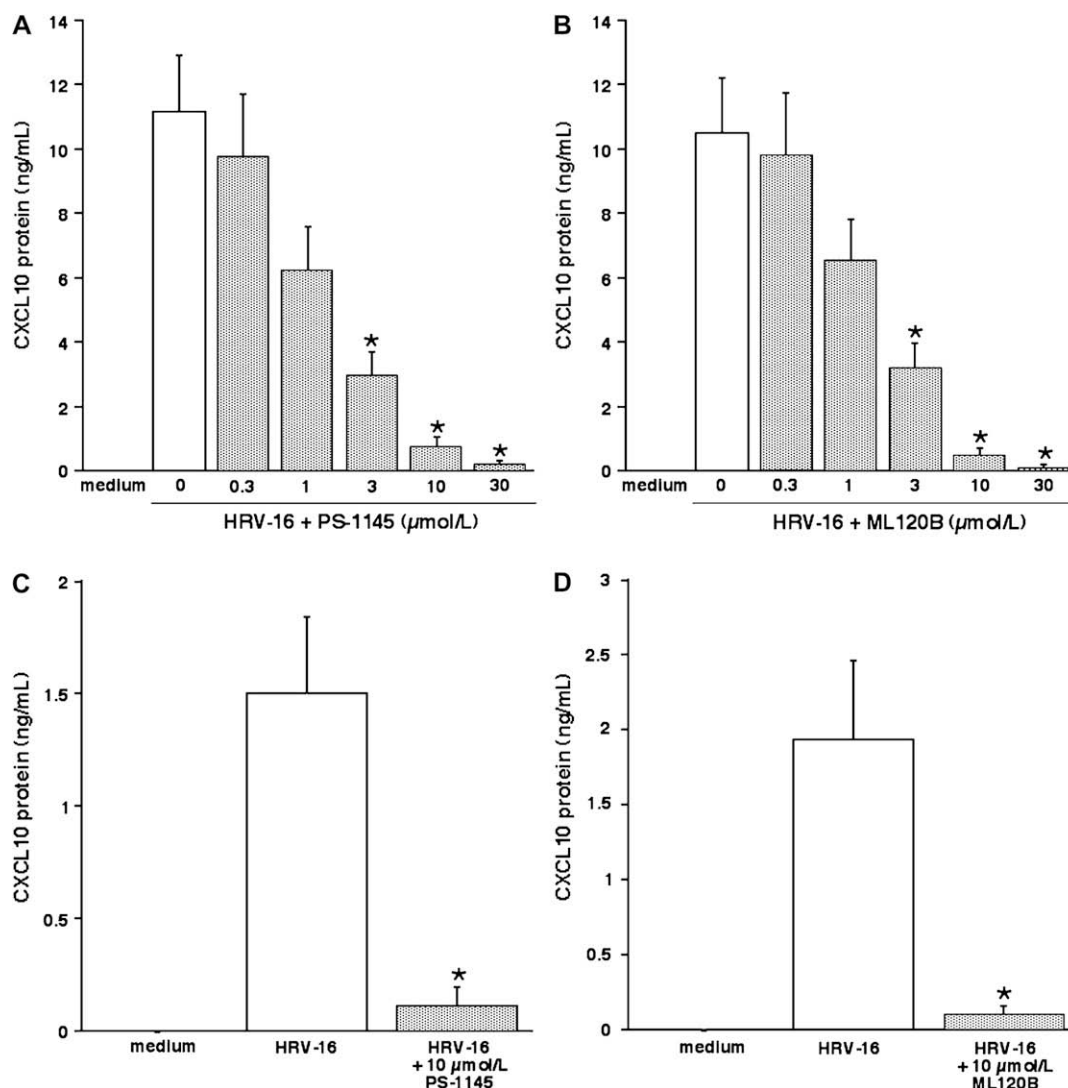 A
CXCL10 protein (ng/mL)
14
12
10
8
6
4
2
0
★
★
★
medium 0 0.3 1 3 10 30
HRV-16 + PS-1145 (µmol/L)
B
CXCL10 protein (ng/mL)
14
12
10
8
6
4
2
0
★
★
★
medium 0 0.3 1 3 10 30
HRV-16 + ML120B (µmol/L)
C
CXCL10 protein (ng/mL)
2
1.5
1
0.5
0
★
medium HRV-16 HRV-16
+ 10 µmol/L
PS-1145
D
CXCL10 protein (ng/mL)
3
2.5
2
1.5
1
0.5
0
★
medium HRV-16 HRV-16
+ 10 µmol/L
ML120B